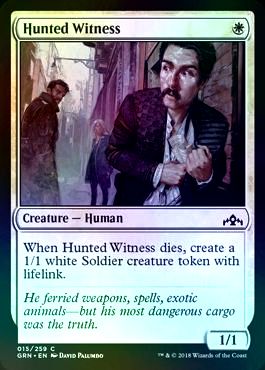 Hunted Witness
Creature — Human
When Hunted Witness dies, create a
1/1 white Soldier creature token with
lifelink.
He ferried weapons, spells, exotic
animals—but his most dangerous cargo
was the truth.
1/1
015/259 C
GRN • EN DAVID PALUMBO
™ & © 2018 Wizards of the Coast